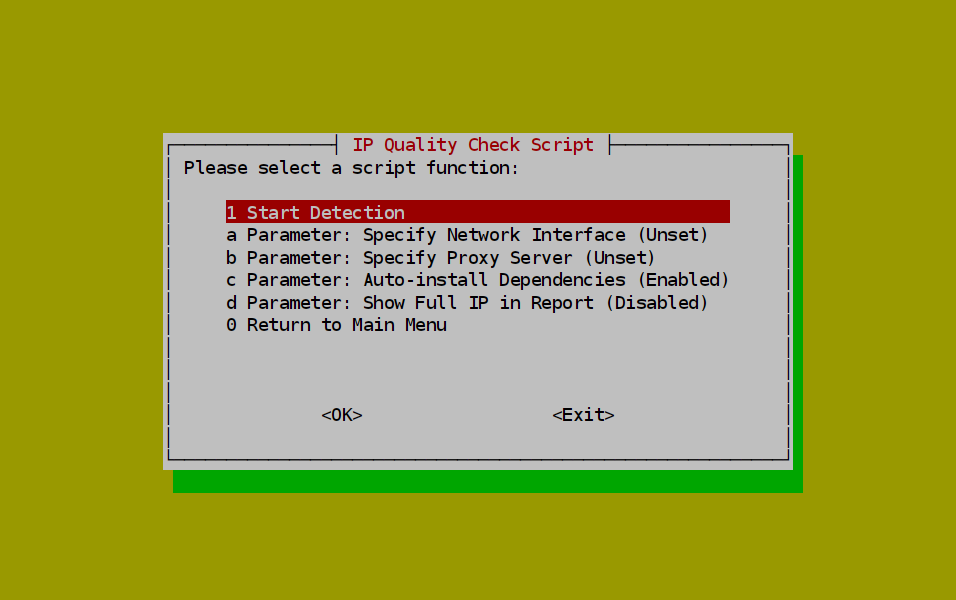 IP Quality Check Script
Please select a script function:
1 Start Detection
a Parameter: Specify Network Interface (Unset)
b Parameter: Specify Proxy Server (Unset)
c Parameter: Auto-install Dependencies (Enabled)
d Parameter: Show Full IP in Report (Disabled)
0 Return to Main Menu
<OK> <Exit>